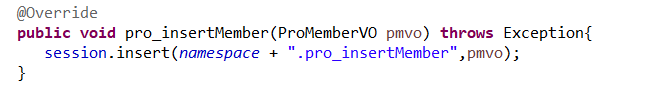 @Override
public void pro_insertMember(ProMemberVO pmvo) throws Exception{
session.insert(namespace + ".pro_insertMember",pmvo);
}